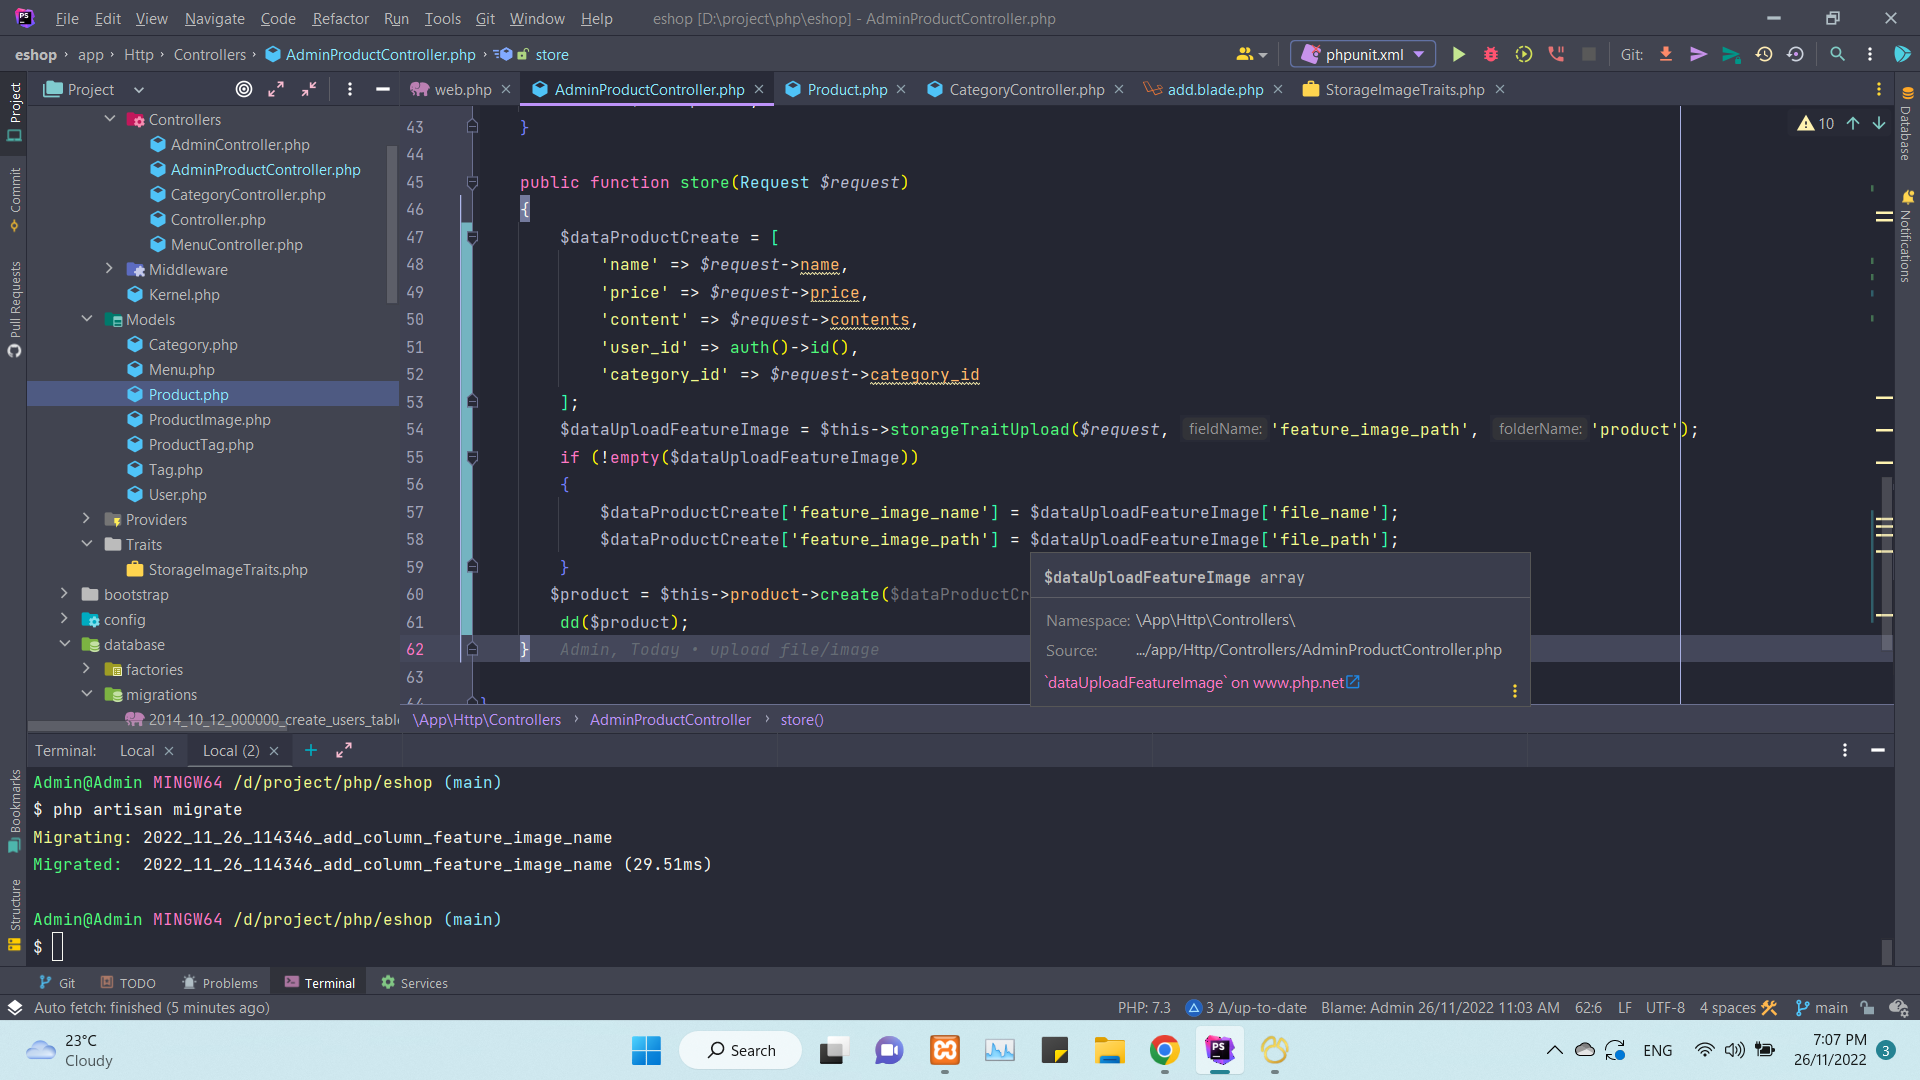 File Edit View Navigate Code Refactor Run Tools Git Window Help eshop [D:\project\php\eshop] - AdminProductController.php
eshop › app › Http › Controllers › AdminProductController.php › store
phpunit.xml
Git:
Project
web.php AdminProductController.php Product.php CategoryController.php add.blade.php StorageImageTraits.php
Project
Commit
Pull Requests
Bookmarks
Structure
Controllers
AdminController.php
AdminProductController.php
CategoryController.php
Controller.php
MenuController.php
Middleware
Kernel.php
Models
Category.php
Menu.php
Product.php
ProductImage.php
ProductTag.php
Tag.php
User.php
Providers
Traits
StorageImageTraits.php
bootstrap
config
database
factories
migrations
2014_10_12_000000_create_users_table
10
43 }
44
45 public function store(Request $request)
46 {
47 $dataProductCreate = [
48 'name' => $request->name,
49 'price' => $request->price,
50 'content' => $request->contents,
51 'user_id' => auth()->id(),
52 'category_id' => $request->category_id
53 ];
54 $dataUploadFeatureImage = $this->storageTraitUpload($request, fieldName: 'feature_image_path', folderName: 'product');
55 if (!empty($dataUploadFeatureImage))
56 {
57 $dataProductCreate['feature_image_name'] = $dataUploadFeatureImage['file_name'];
58 $dataProductCreate['feature_image_path'] = $dataUploadFeatureImage['file_path'];
59 }
60 $product = $this->product->create($dataProductCr
61 dd($product);
62 } Admin, Today • upload file/image
63
$dataUploadFeatureImage array
Namespace: \App\Http\Controllers\
Source: .../app/Http/Controllers/AdminProductController.php
`dataUploadFeatureImage` on www.php.net
\App\Http\Controllers › AdminProductController › store()
Database
Notifications
Terminal: Local Local (2)
Admin@Admin MINGW64 /d/project/php/eshop (main)
$ php artisan migrate
Migrating: 2022_11_26_114346_add_column_feature_image_name
Migrated: 2022_11_26_114346_add_column_feature_image_name (29.51ms)
Admin@Admin MINGW64 /d/project/php/eshop (main)
$
Git TODO Problems Terminal Services
Auto fetch: finished (5 minutes ago)
PHP: 7.3 3 Δ/up-to-date Blame: Admin 26/11/2022 11:03 AM 62:6 LF UTF-8 4 spaces main
23°C
Cloudy
Search
ENG
7:07 PM
26/11/2022
3